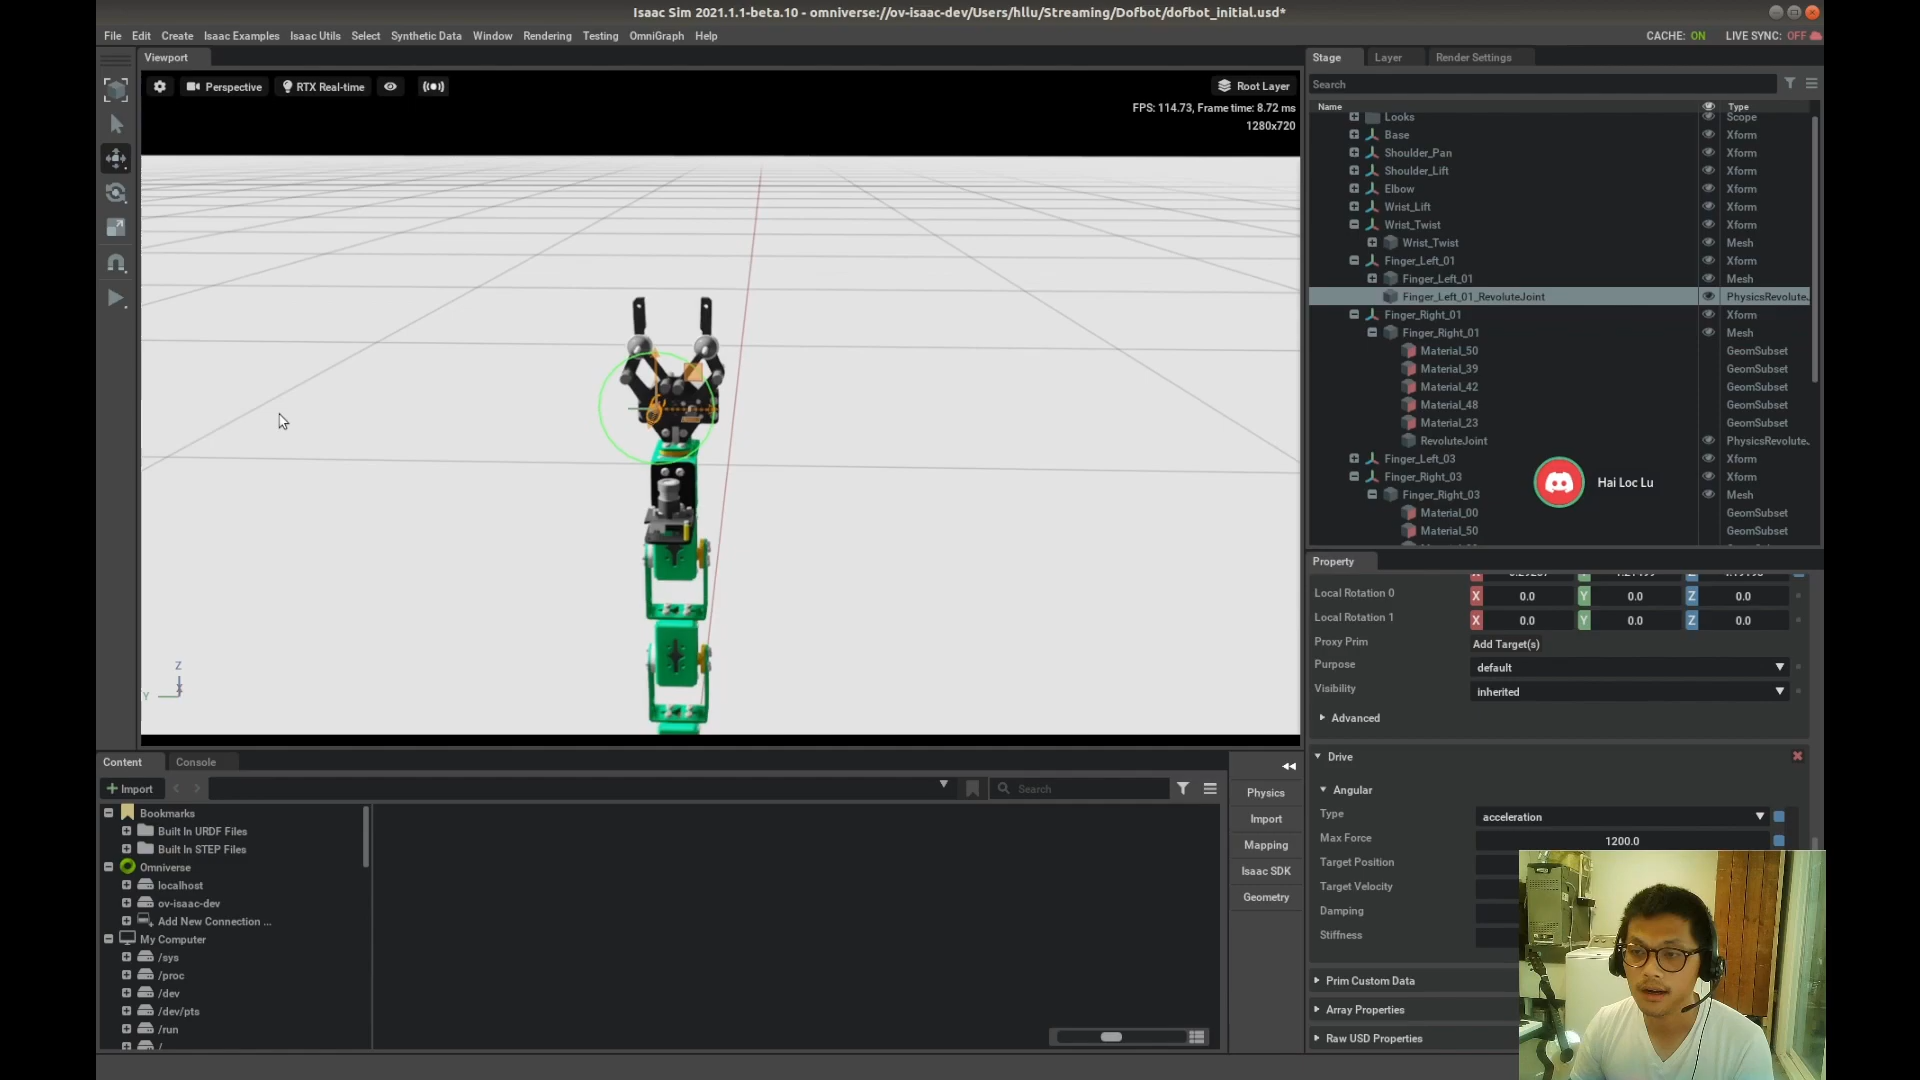 Isaac Sim 2021.1.1-beta.10 - omniverse://ov-isaac-dev/Users/hllu/Streaming/Dofbot/dofbot_initial.usd*
File Edit Create Isaac Examples Isaac Utils Select Synthetic Data Window Rendering Testing OmniGraph Help
CACHE: ON LIVE SYNC: OFF
Viewport
Perspective RTX Real-time Root Layer
FPS: 114.73, Frame time: 8.72 ms
1280x720
Z
Y
Stage Layer Render Settings
Search
Name Type
Looks Scope
Base Xform
Shoulder_Pan Xform
Shoulder_Lift Xform
Elbow Xform
Wrist_Lift Xform
Wrist_Twist Xform
Wrist_Twist Mesh
Finger_Left_01 Xform
Finger_Left_01 Mesh
Finger_Left_01_RevoluteJoint PhysicsRevolute.
Finger_Right_01 Xform
Finger_Right_01 Mesh
Material_50 GeomSubset
Material_39 GeomSubset
Material_42 GeomSubset
Material_48 GeomSubset
Material_23 GeomSubset
RevoluteJoint PhysicsRevolute.
Finger_Left_03 Xform
Finger_Right_03 Xform
Finger_Right_03 Mesh
Material_00 GeomSubset
Material_50 GeomSubset
Hai Loc Lu
Property
Local Rotation 0 X 0.0 Y 0.0 Z 0.0
Local Rotation 1 X 0.0 Y 0.0 Z 0.0
Proxy Prim Add Target(s)
Purpose default
Visibility inherited
Advanced
Drive
Angular
Type acceleration
Max Force 1200.0
Target Position
Target Velocity
Damping
Stiffness
Prim Custom Data
Array Properties
Raw USD Properties
Content Console
Import
Search
Bookmarks
Built In URDF Files
Built In STEP Files
Omniverse
localhost
ov-isaac-dev
Add New Connection ...
My Computer
/sys
/proc
/dev
/dev/pts
/run
/
Physics
Import
Mapping
Isaac SDK
Geometry